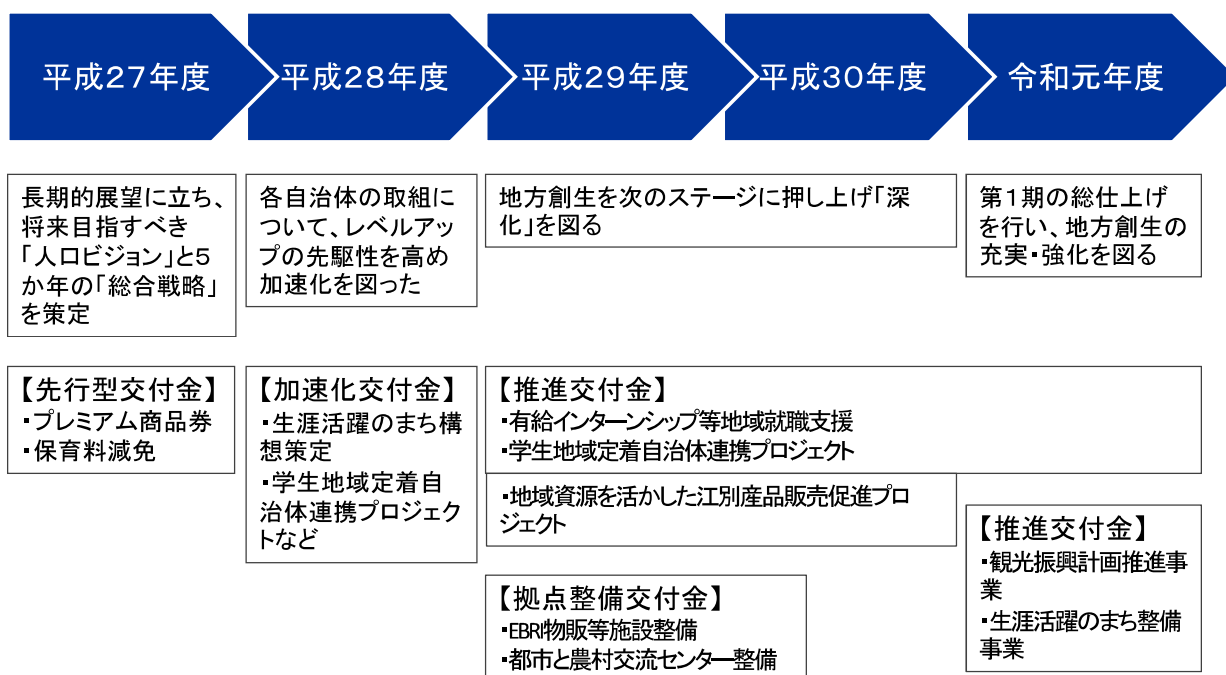 平成27年度
平成28年度
平成29年度
平成30年度
令和元年度
長期的展望に立ち、
将来目指すべき
「人口ビジョン」と5
か年の「総合戦略」
を策定
各自治体の取組に
ついて、レベルアッ
プの先駆性を高め
加速化を図った
地方創生を次のステージに押し上げ「深
化」を図る
第1期の総仕上げ
を行い、地方創生の
充実・強化を図る
【先行型交付金】
・プレミアム商品券
・保育料減免
【加速化交付金】
・生涯活躍のまち構
想策定
・学生地域定着自
治体連携プロジェク
トなど
【推進交付金】
・有給インターンシップ等地域就職支援
・学生地域定着自治体連携プロジェクト
・地域資源を活かした江別産品販売促進プロ
ジェクト
【拠点整備交付金】
・EBRI物販等施設整備
・都市と農村交流センター整備
【推進交付金】
・観光振興計画推進事
業
・生涯活躍のまち整備
事業